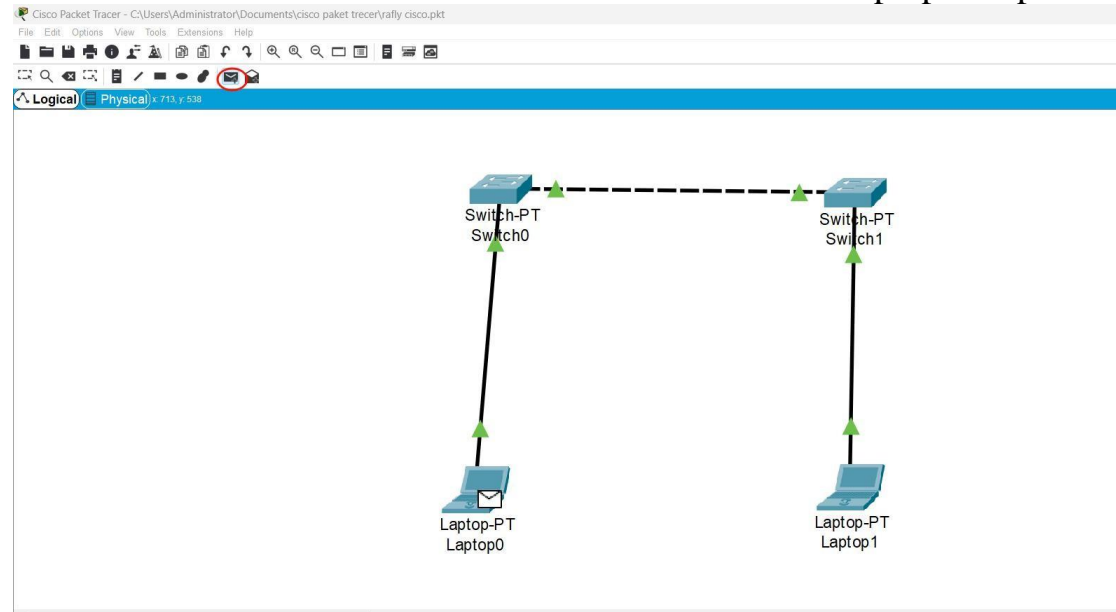 Cisco Packet Tracer - C:\Users\Administrator\Documents\cisco paket trecer\rafly cisco.pkt
File Edit Options View Tools Extensions Help
Logical Physical x: 713, y: 538
Switch-PT
Switch0
Switch-PT
Switch1
Laptop-PT
Laptop0
Laptop-PT
Laptop1